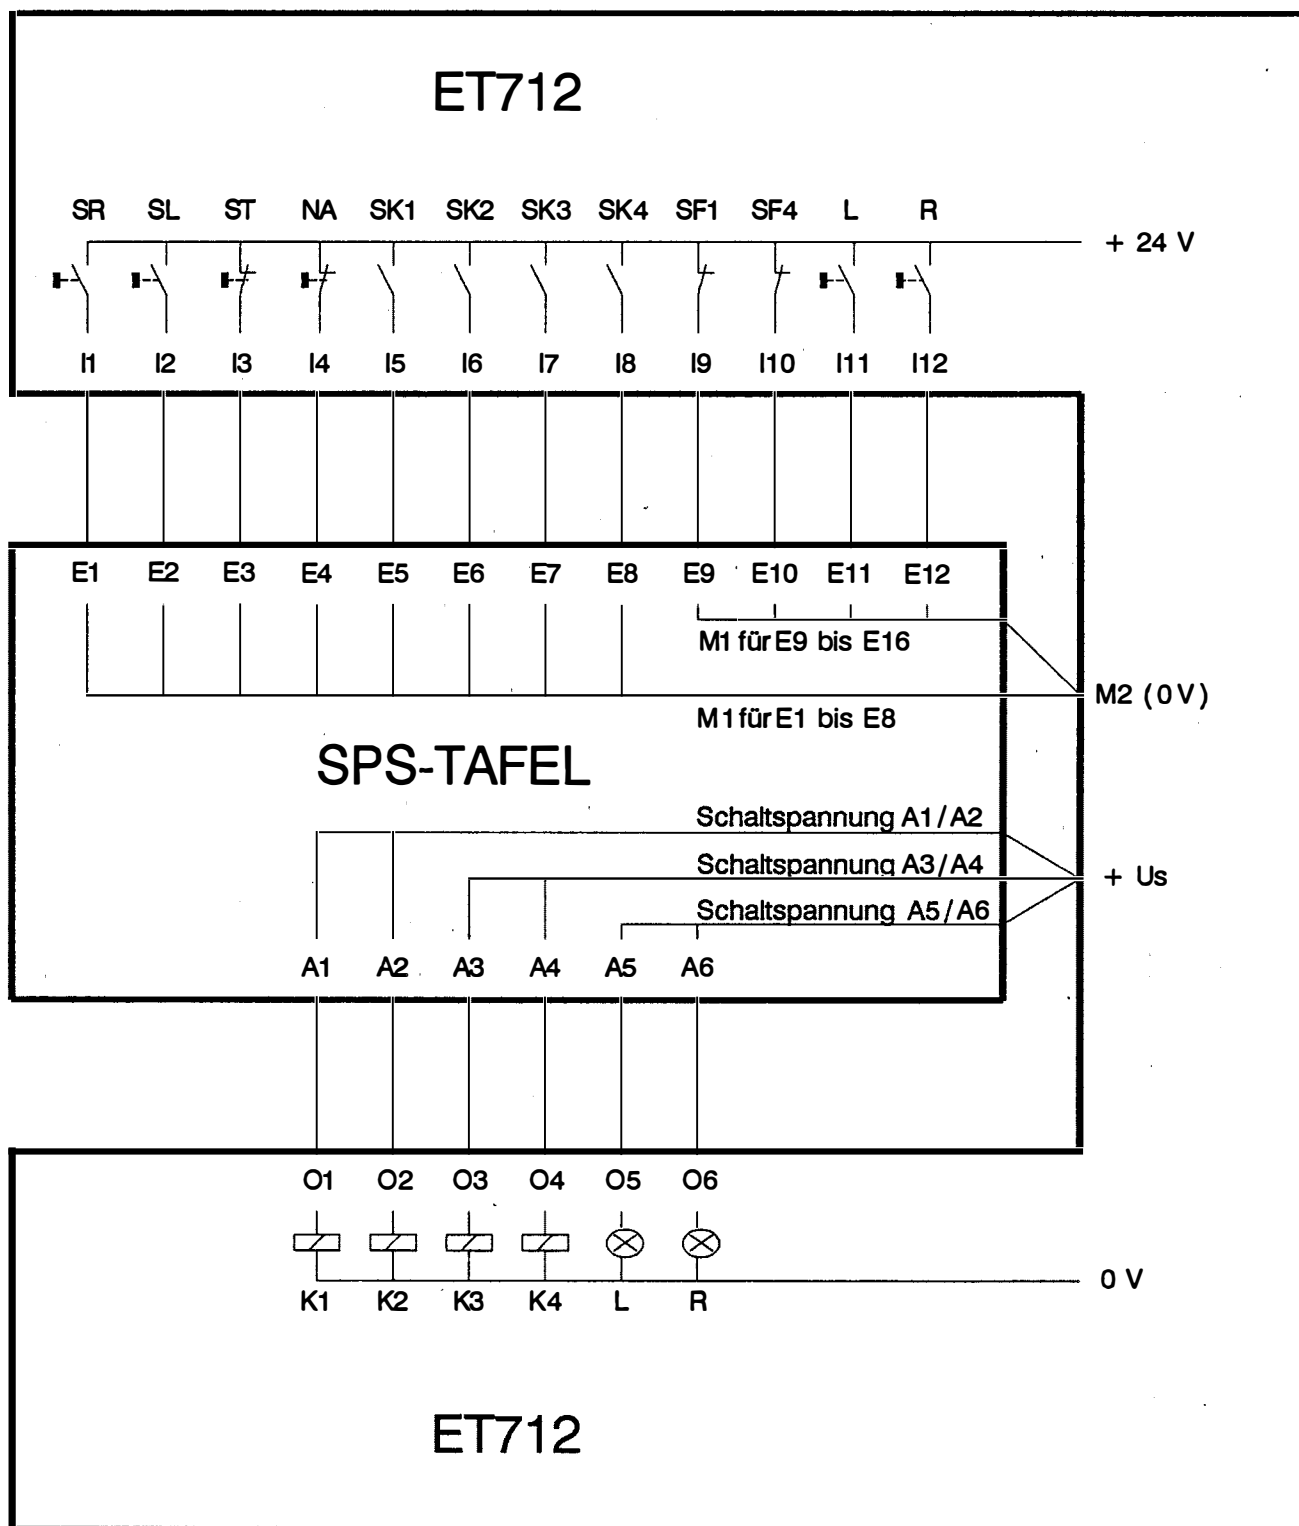 ET712
SR SL ST NA SK1 SK2 SK3 SK4 SF1 SF4 L R
+ 24 V
I1 I2 I3 I4 I5 I6 I7 I8 I9 I10 I11 I12
E1 E2 E3 E4 E5 E6 E7 E8 E9 E10 E11 E12
M1 für E9 bis E16
M2 (0 V)
M1 für E1 bis E8
SPS-TAFEL
Schaltspannung A1/A2
Schaltspannung A3/A4
+ Us
Schaltspannung A5/A6
A1 A2 A3 A4 A5 A6
O1 O2 O3 O4 O5 O6
0 V
K1 K2 K3 K4 L R
ET712